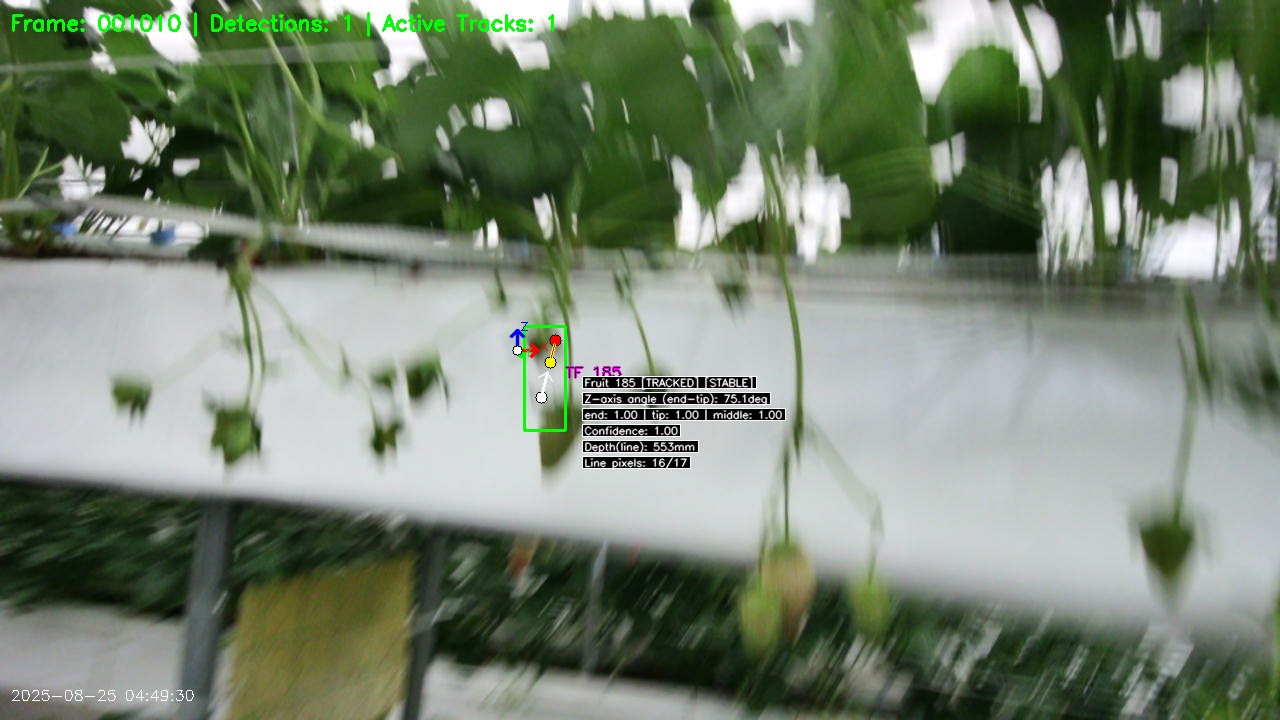 Frame: 001010 | Detections: 1 | Active Tracks: 1
Z
TF 185
Fruit 185 [TRACKED] [STABLE]
Z-axis angle (end-tip): 75.1deg
end: 1.00 | tip: 1.00 | middle: 1.00
Confidence: 1.00
Depth(line): 553mm
Line pixels: 16/17
2025-08-25 04:49:30